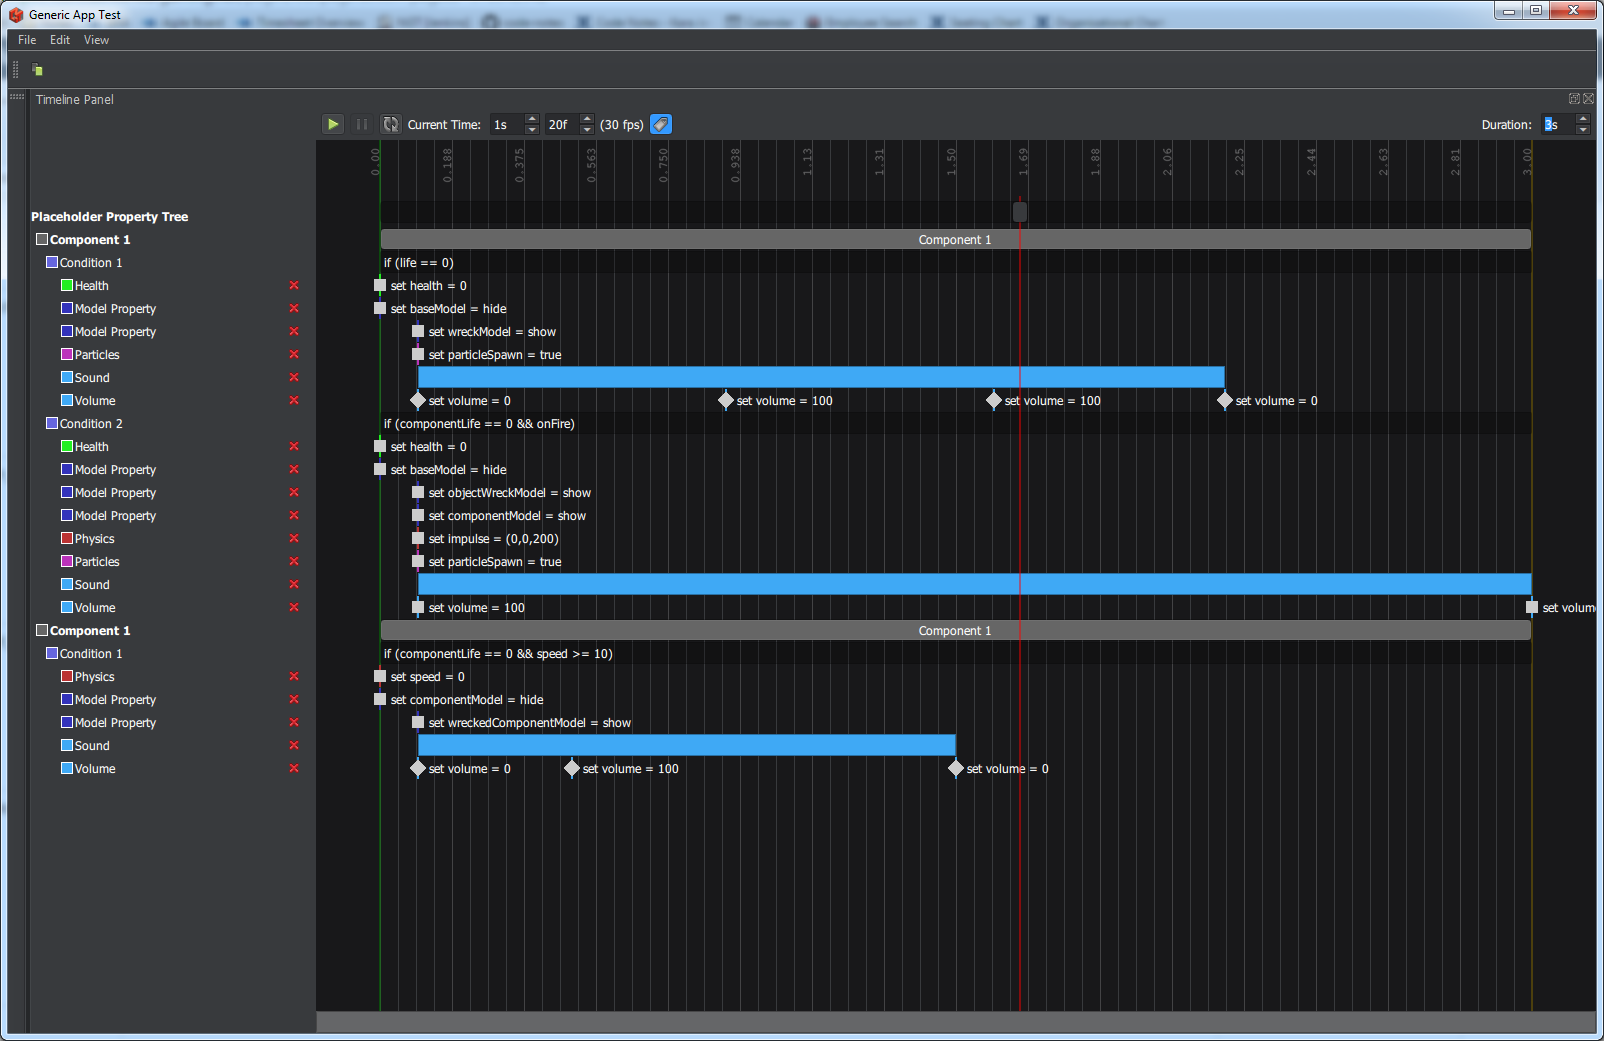 Generic App Test
File Edit View
Timeline Panel
Current Time: 1s 20f (30 fps) Duration: 3s
0.00 0.188 0.375 0.563 0.750 0.938 1.13 1.31 1.50 1.69 1.88 2.06 2.25 2.44 2.63 2.81 3.00
Placeholder Property Tree
Component 1 Component 1
Condition 1 if (life == 0)
Health set health = 0
Model Property set baseModel = hide
Model Property set wreckModel = show
Particles set particleSpawn = true
Sound
Volume set volume = 0 set volume = 100 set volume = 100 set volume = 0
Condition 2 if (componentLife == 0 && onFire)
Health set health = 0
Model Property set baseModel = hide
Model Property set objectWreckModel = show
Model Property set componentModel = show
Physics set impulse = (0,0,200)
Particles set particleSpawn = true
Sound
Volume set volume = 100 set volum
Component 1 Component 1
Condition 1 if (componentLife == 0 && speed >= 10)
Physics set speed = 0
Model Property set componentModel = hide
Model Property set wreckedComponentModel = show
Sound
Volume set volume = 0 set volume = 100 set volume = 0